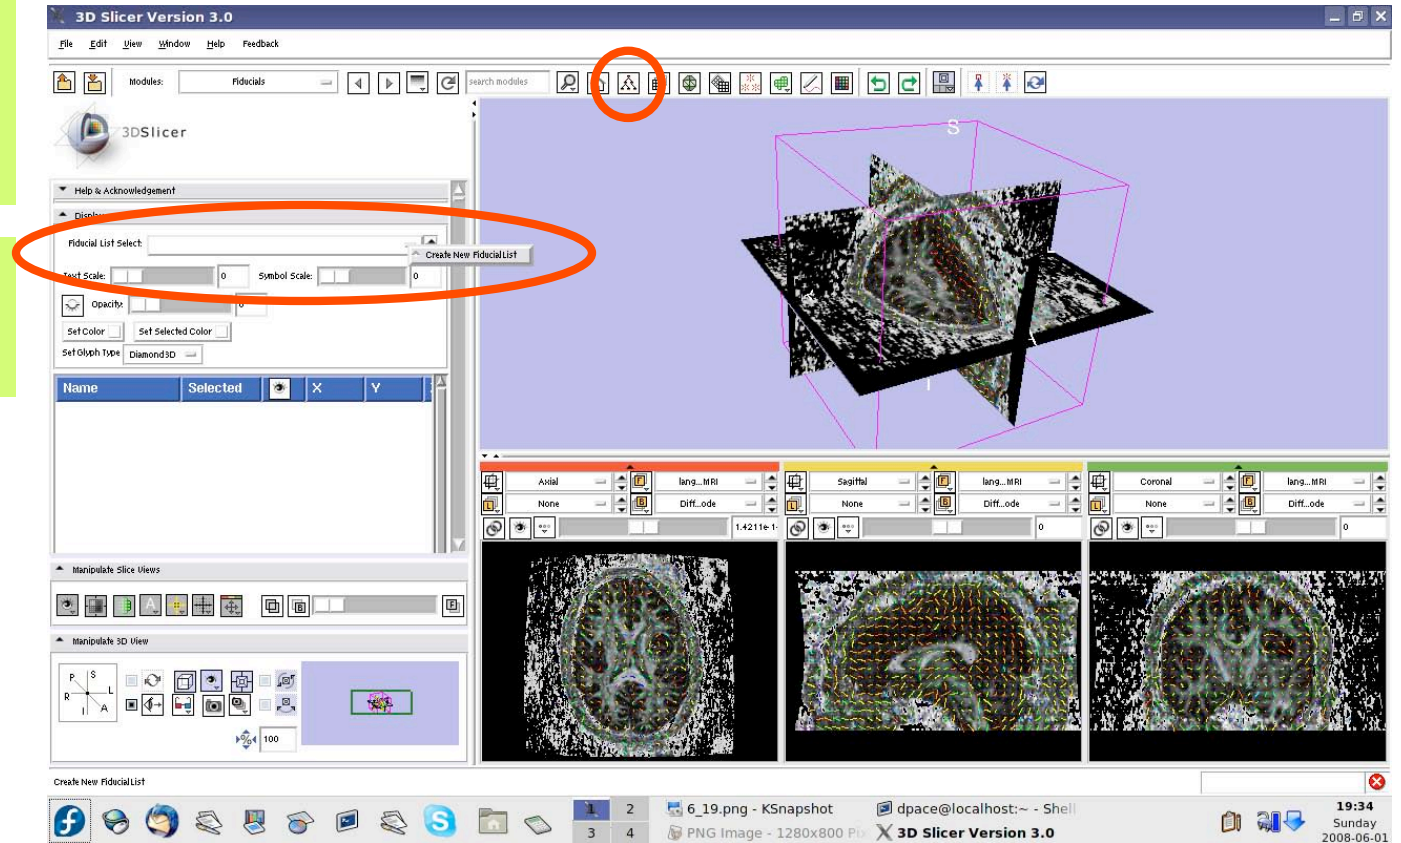 3D Slicer Version 3.0
File Edit View Window Help Feedback
Modules: Fiducials search modules
3DSlicer
Help & Acknowledgement
Fiducial List Select:
Create New FiducialList
Text Scale: 0 Symbol Scale: 0
Opacity:
Set Color Set Selected Color
Set Glyph Type Diamond3D
Name Selected X Y
Manipulate Slice Views
Manipulate 3D View
P S
R L
I A
100
S
I
Axial lang...MRI
None Diff...ode
1.4211e-1
Sagittal lang...MRI
None Diff...ode
0
Coronal lang...MRI
None Diff...ode
0
Create New FiducialList
1 2
3 4
6_19.png - KSnapshot
PNG Image - 1280x800
dpace@localhost:~ - Shell
3D Slicer Version 3.0
19:34
Sunday
2008-06-01